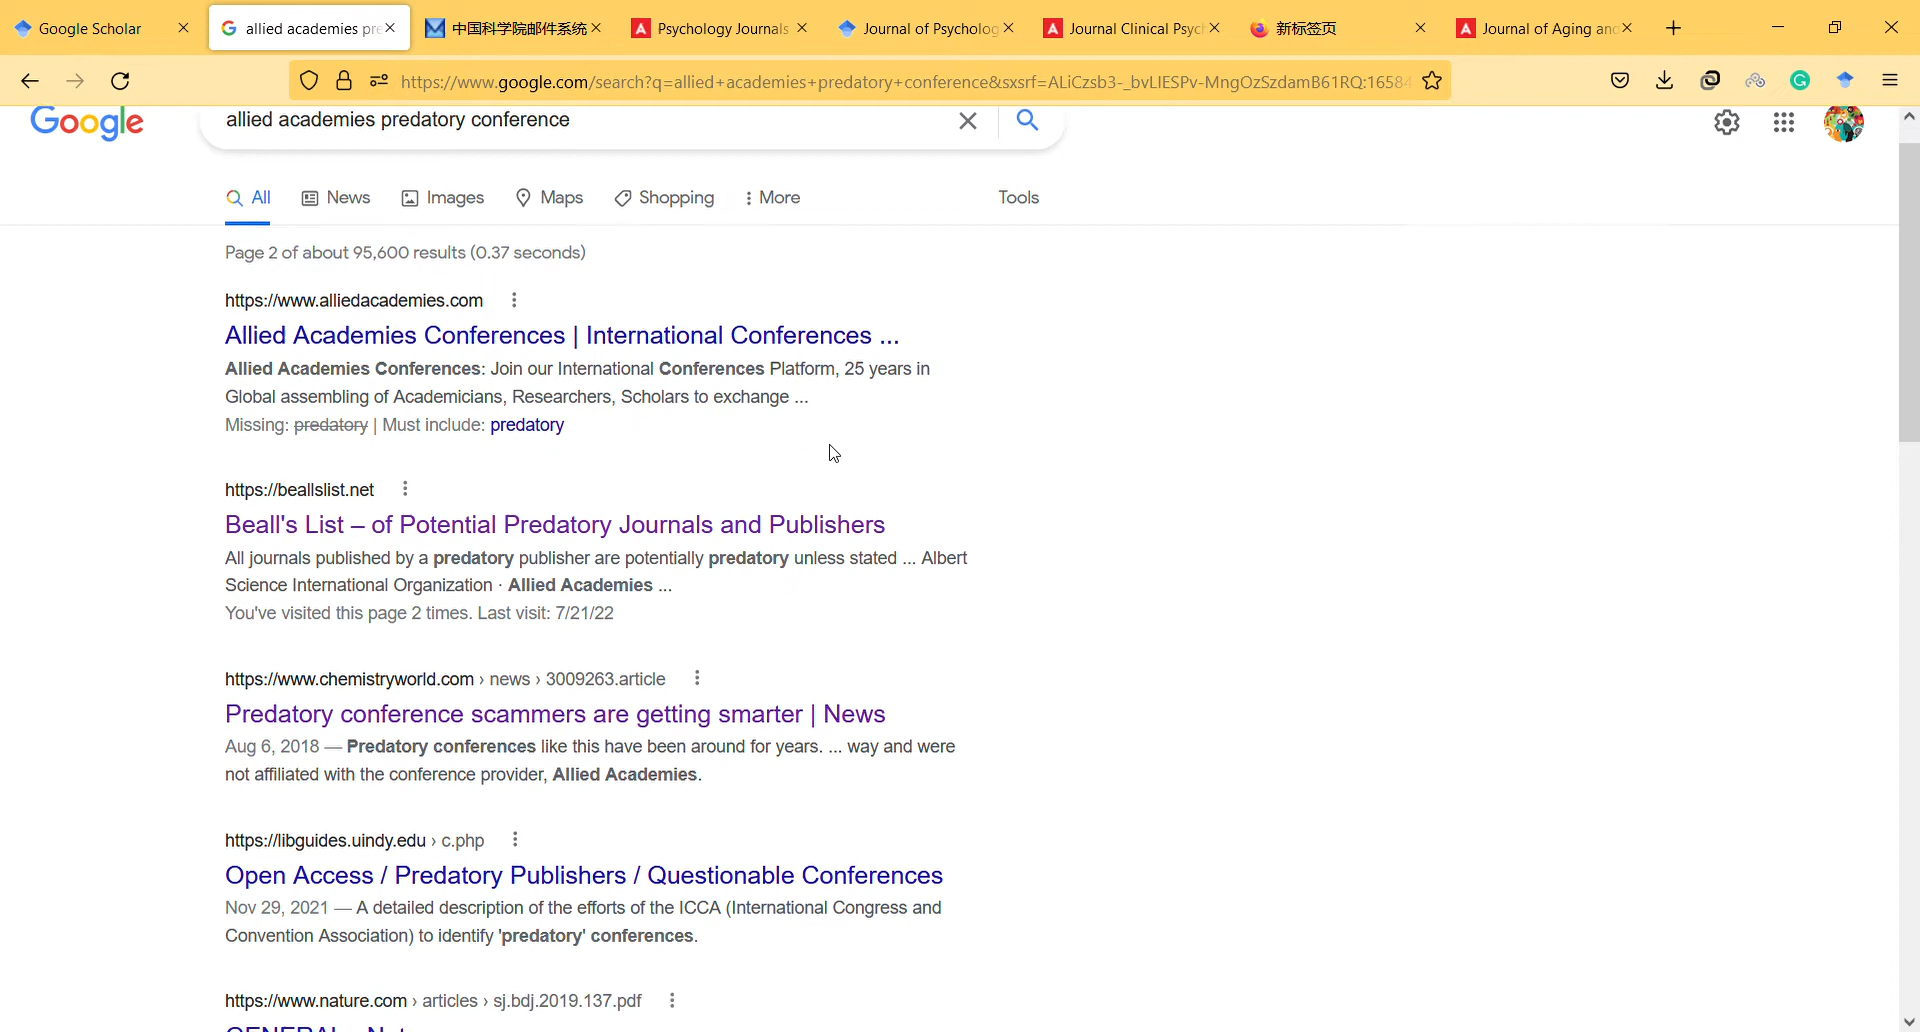 Google Scholar
allied academies pre
中国科学院邮件系统
Psychology Journals
Journal of Psycholog
Journal Clinical Psyc
新标签页
Journal of Aging and
https://www.google.com/search?q=allied+academies+predatory+conference&sxsrf=ALiCzsb3-_bvLIESPv-MngOzSzdamB61RQ:16584
Google
allied academies predatory conference
All
News
Images
Maps
Shopping
More
Tools
Page 2 of about 95,600 results (0.37 seconds)
https://www.alliedacademies.com
Allied Academies Conferences | International Conferences ...
Allied Academies Conferences: Join our International Conferences Platform, 25 years in
Global assembling of Academicians, Researchers, Scholars to exchange ...
Missing: predatory | Must include: predatory
https://beallslist.net
Beall's List – of Potential Predatory Journals and Publishers
All journals published by a predatory publisher are potentially predatory unless stated ... Albert
Science International Organization · Allied Academies ...
You've visited this page 2 times. Last visit: 7/21/22
https://www.chemistryworld.com › news › 3009263.article
Predatory conference scammers are getting smarter | News
Aug 6, 2018 — Predatory conferences like this have been around for years. ... way and were
not affiliated with the conference provider, Allied Academies.
https://libguides.uindy.edu › c.php
Open Access / Predatory Publishers / Questionable Conferences
Nov 29, 2021 — A detailed description of the efforts of the ICCA (International Congress and
Convention Association) to identify 'predatory' conferences.
https://www.nature.com › articles › sj.bdj.2019.137.pdf